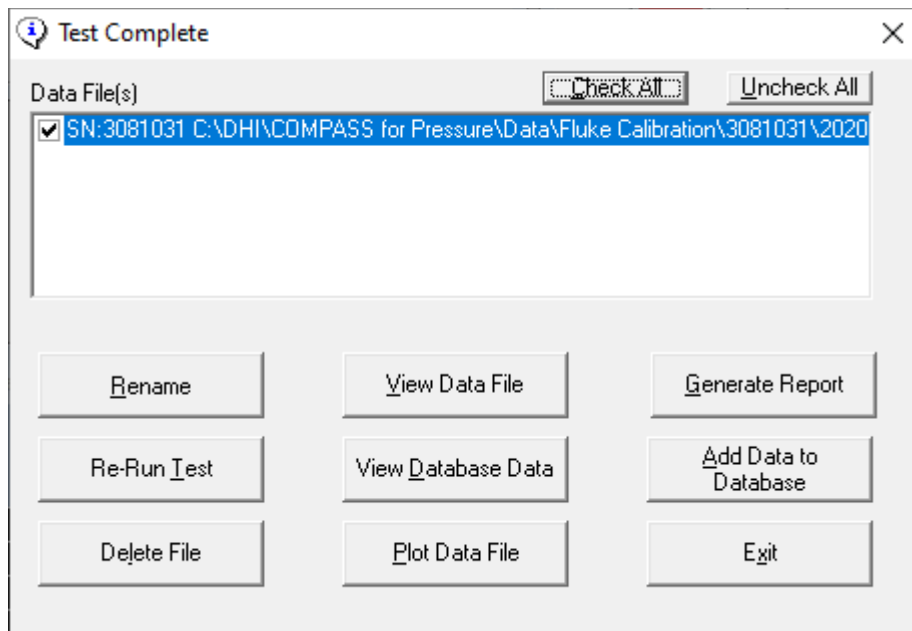 Test Complete
Data File(s)
Check All
Uncheck All
SN:3081031 C:\DHI\COMPASS for Pressure\Data\Fluke Calibration\3081031\2020
Rename
View Data File
Generate Report
Re-Run Test
View Database Data
Add Data to
Database
Delete File
Plot Data File
Exit